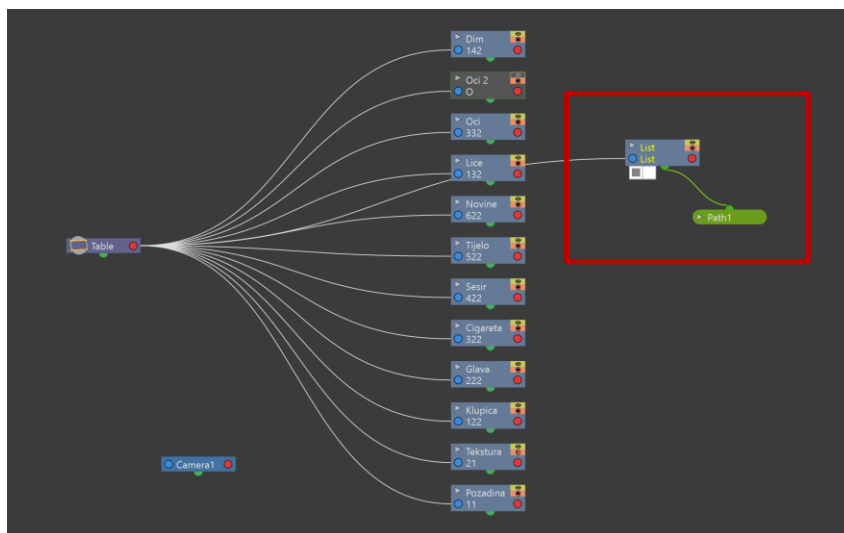 Dim
142
Oci 2
O
Oci
332
Lice
132
Novine
622
Tijelo
522
Sesir
422
Cigareta
322
Glava
222
Klupica
122
Tekstura
21
Pozadina
11
Table
Camera1
List
List
Path1